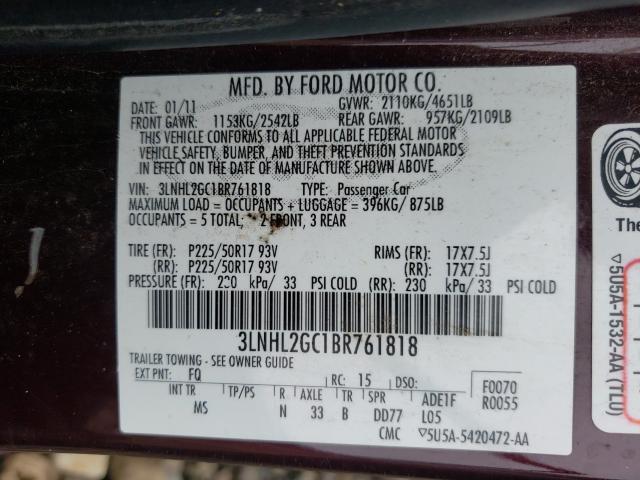 MFD. BY FORD MOTOR CO.
DATE: 01/11 GVWR: 2110KG/4651LB
FRONT GAWR: 1153KG/2542LB REAR GAWR: 957KG/2109LB
THIS VEHICLE CONFORMS TO ALL APPLICABLE FEDERAL MOTOR
VEHICLE SAFETY, BUMPER, AND THEFT PREVENTION STANDARDS
IN EFFECT ON THE DATE OF MANUFACTURE SHOWN ABOVE.
VIN: 3LNHL2GC1BR761818 TYPE: Passenger Car
MAXIMUM LOAD = OCCUPANTS + LUGGAGE = 396KG/ 875LB
OCCUPANTS = 5 TOTAL: 2 FRONT, 3 REAR
TIRE (FR): P225/50R17 93V RIMS (FR): 17X7.5J
(RR): P225/50R17 93V (RR): 17X7.5J
PRESSURE (FR): 230 kPa/ 33 PSI COLD (RR): 230 kPa/ 33 PSI COLD
3LNHL2GC1BR761818
TRAILER TOWING - SEE OWNER GUIDE
EXT PNT: FQ RC: 15 DSO: F0070
INT TR TP/PS R AXLE TR SPR ADE1F R0055
MS N 33 B DD77 L05
CMC ▽5U5A-5420472-AA
The
▽5U5A-1532-AA (TLU)